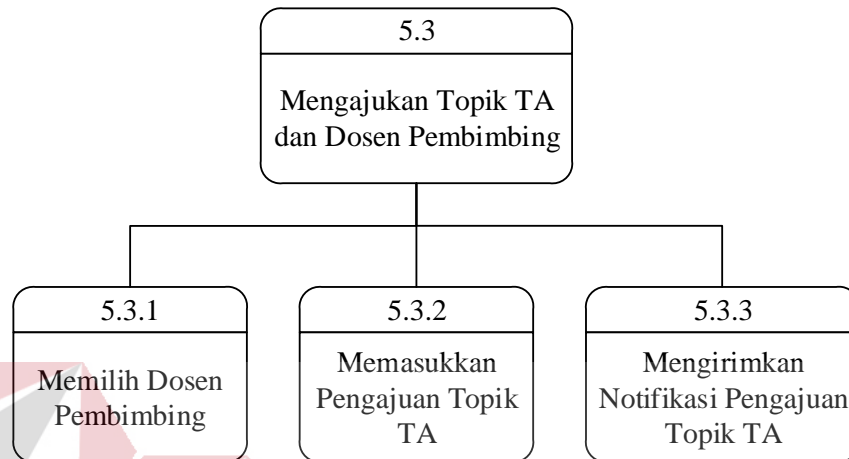 5.3
Mengajukan Topik TA
dan Dosen Pembimbing
5.3.1
Memilih Dosen
Pembimbing
5.3.2
Memasukkan
Pengajuan Topik
TA
5.3.3
Mengirimkan
Notifikasi Pengajuan
Topik TA